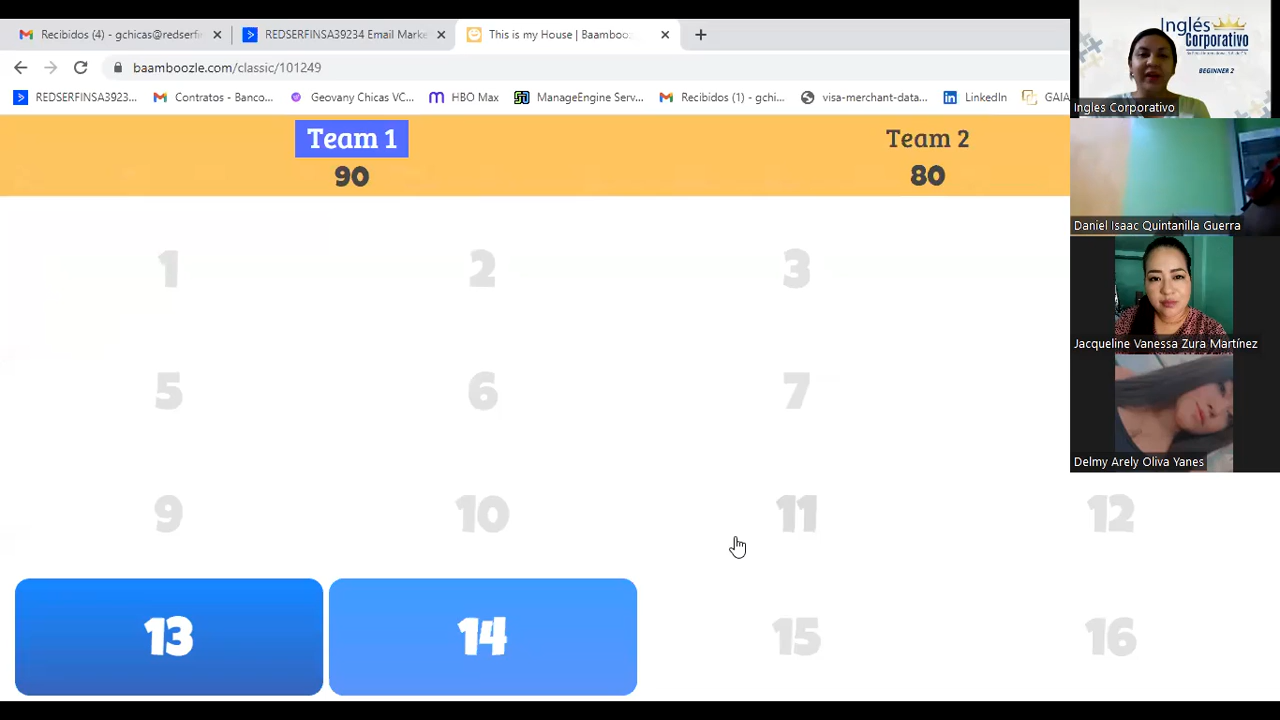 Recibidos (4) - gchicas@redserfi
REDSERFINSA39234 Email Marke
This is my House | Baambooz
baamboozle.com/classic/101249
REDSERFINSA3923...
Contratos - Banco...
Geovany Chicas VC...
HBO Max
ManageEngine Serv...
Recibidos (1) - gchi...
visa-merchant-data...
LinkedIn
GAIA
Team 1
90
Team 2
80
1
2
3
5
6
7
9
10
11
12
13
14
15
16
Inglés
Corporativo
BEGINNER 2
Ingles Corporativo
Daniel Isaac Quintanilla Guerra
Jacqueline Vanessa Zura Martínez
Delmy Arely Oliva Yanes